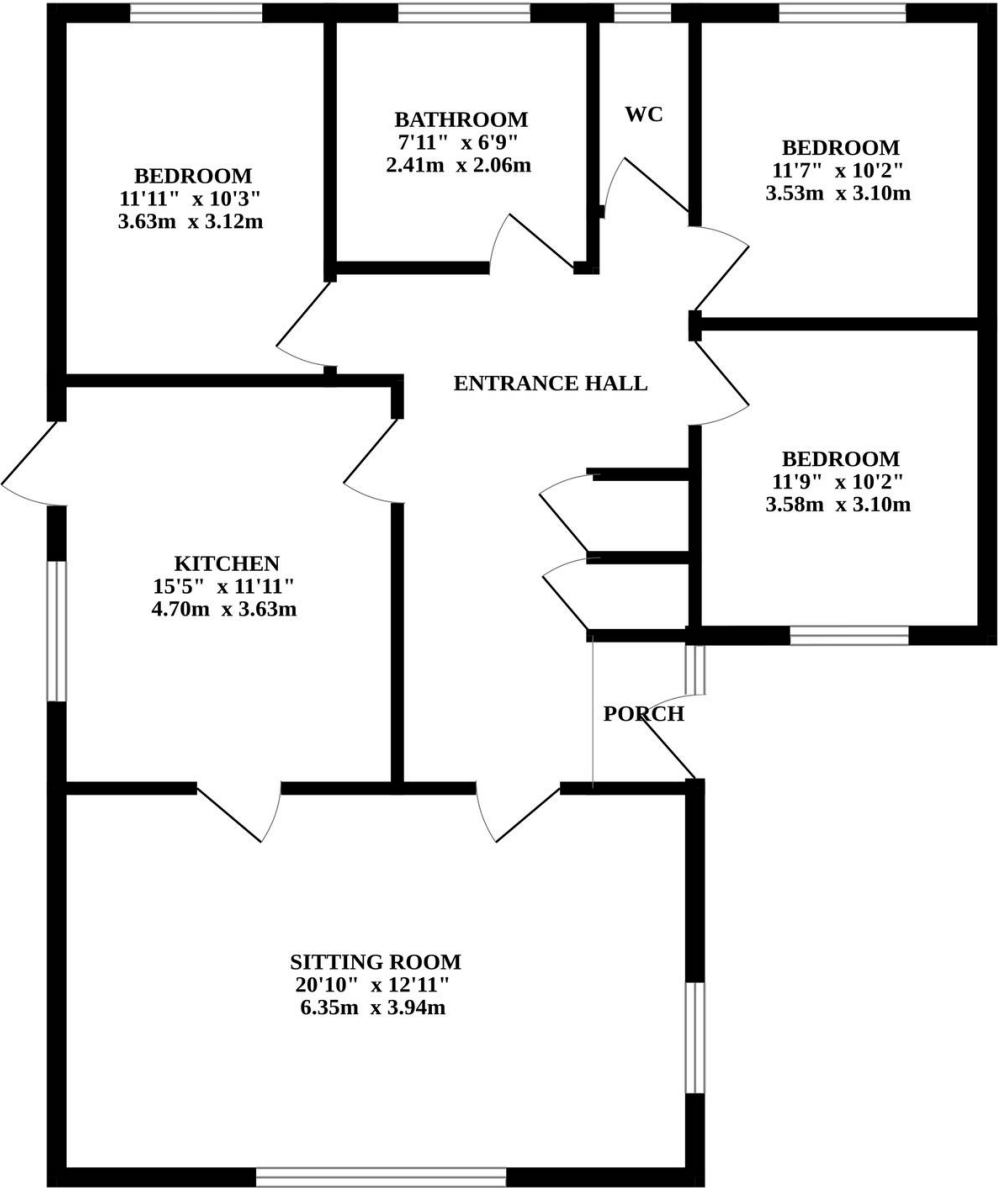 BEDROOM
11'11" x 10'3"
3.63m x 3.12m
BATHROOM
7'11" x 6'9"
2.41m x 2.06m
WC
BEDROOM
11'7" x 10'2"
3.53m x 3.10m
ENTRANCE HALL
BEDROOM
11'9" x 10'2"
3.58m x 3.10m
KITCHEN
15'5" x 11'11"
4.70m x 3.63m
PORCH
SITTING ROOM
20'10" x 12'11"
6.35m x 3.94m